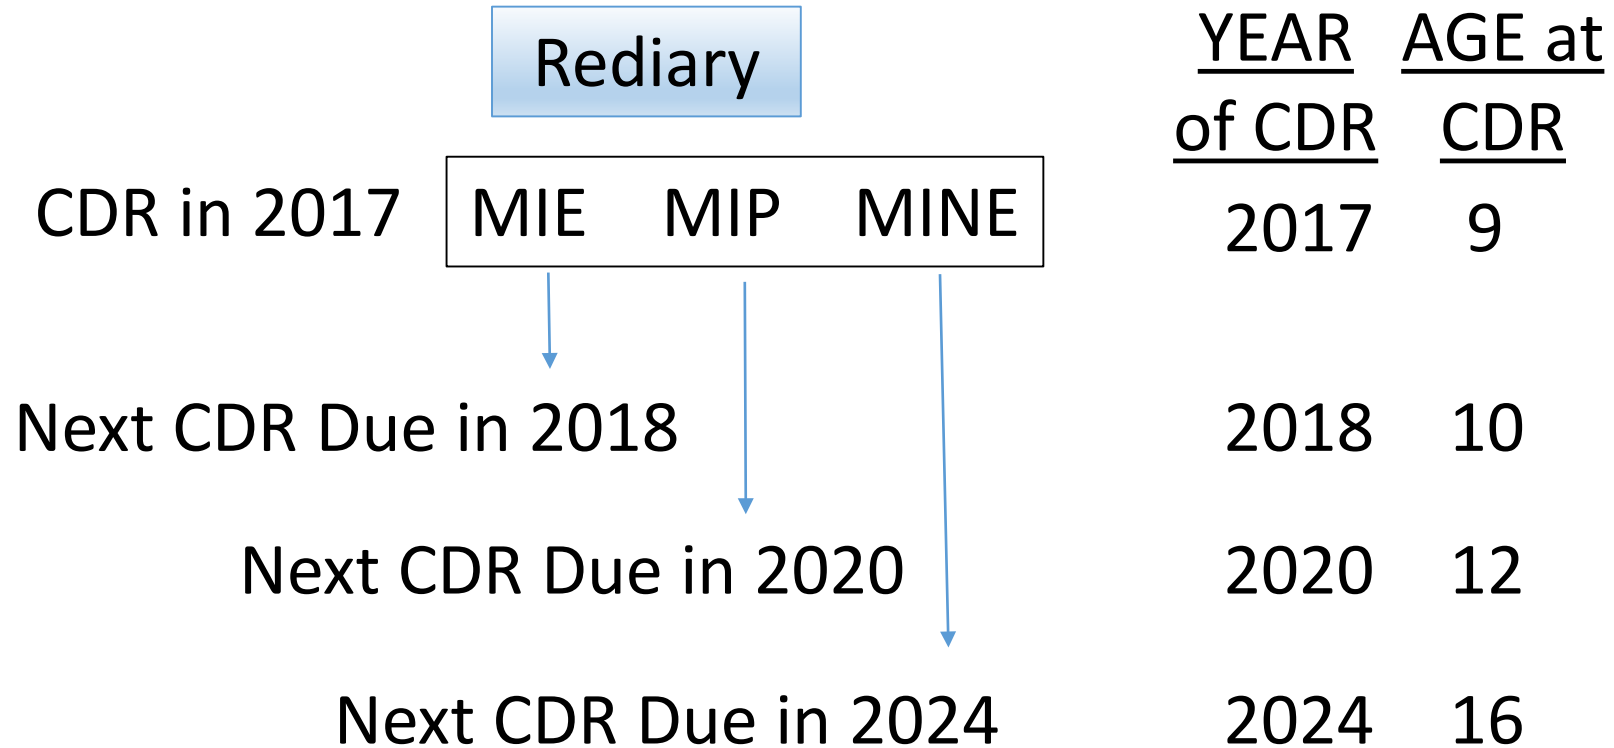 Rediary
YEAR AGE at
of CDR CDR
CDR in 2017 MIE MIP MINE 2017 9
Next CDR Due in 2018 2018 10
Next CDR Due in 2020 2020 12
Next CDR Due in 2024 2024 16